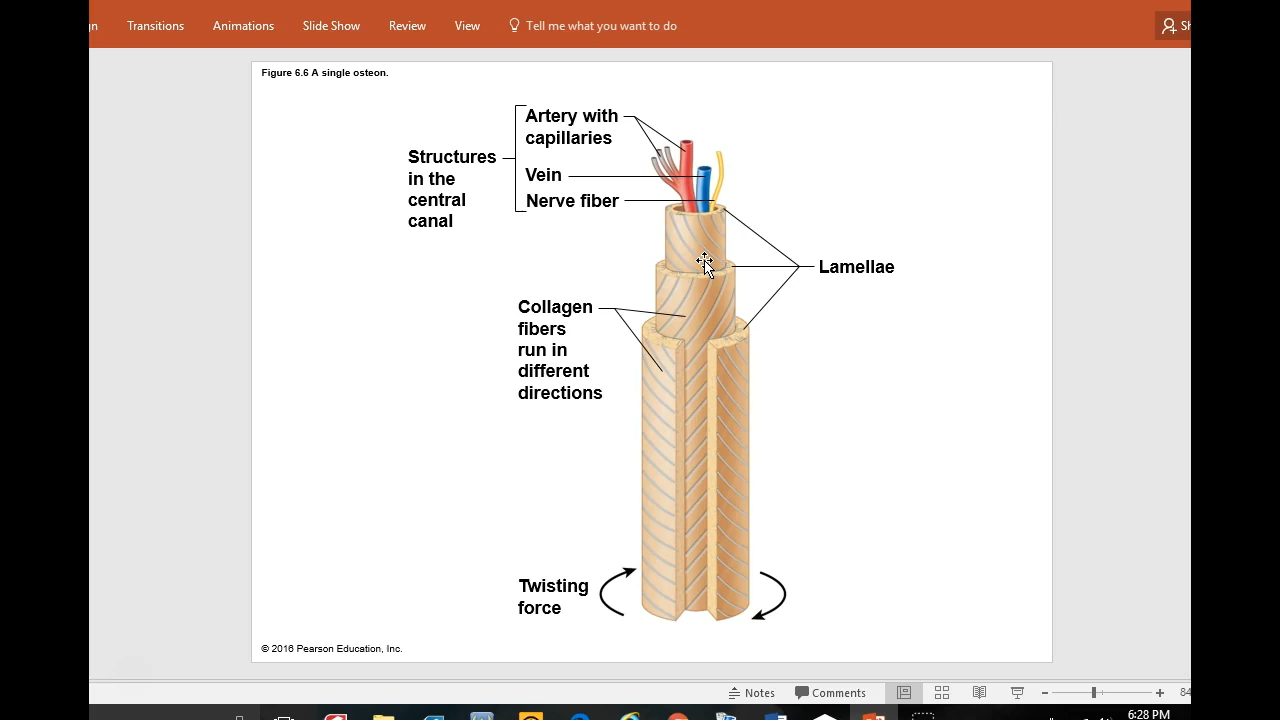 Transitions
Animations
Slide Show
Review
View
Tell me what you want to do
Figure 6.6 A single osteon.
Artery with
capillaries
Structures
in the
central
canal
Vein
Nerve fiber
Lamellae
Collagen
fibers
run in
different
directions
Twisting
force
© 2016 Pearson Education, Inc.
Notes
Comments
84
6:28 PM